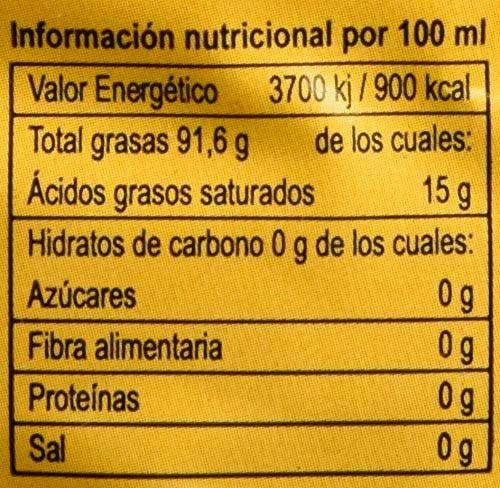 Información nutricional por 100 ml
Valor Energético 3700 kj / 900 kcal
Total grasas 91,6 g de los cuales:
Ácidos grasos saturados 15 g
Hidratos de carbono 0 g de los cuales:
Azúcares 0 g
Fibra alimentaria 0 g
Proteínas 0 g
Sal 0 g